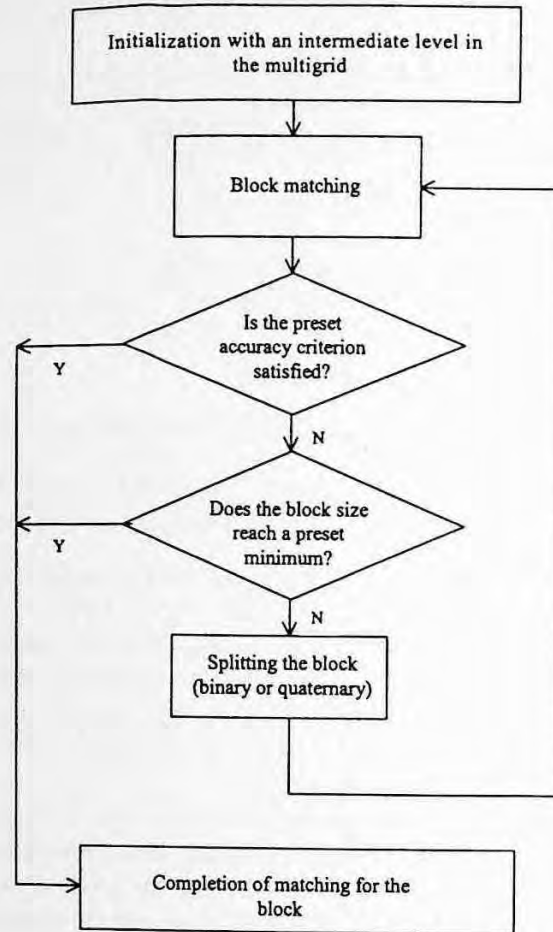 Initialization with an intermediate level in
the multigrid
Block matching
Is the preset
accuracy criterion
satisfied?
Y
N
Does the block size
reach a preset
minimum?
Y
N
Splitting the block
(binary or quaternary)
Completion of matching for the
block